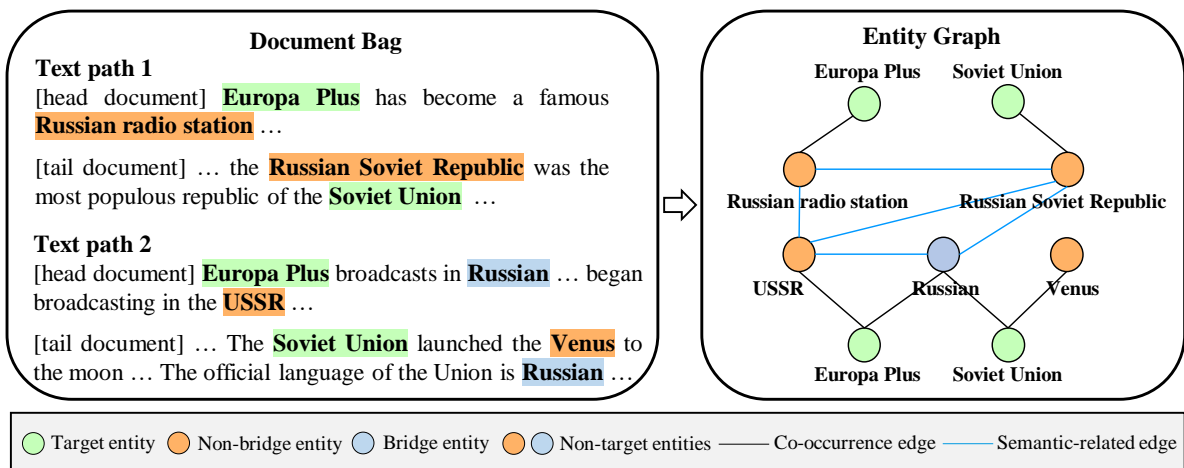 Document Bag
Text path 1
[head document] Europa Plus has become a famous
Russian radio station …
[tail document] … the Russian Soviet Republic was the
most populous republic of the Soviet Union …
Text path 2
[head document] Europa Plus broadcasts in Russian … began
broadcasting in the USSR …
[tail document] … The Soviet Union launched the Venus to
the moon … The official language of the Union is Russian …
Entity Graph
Europa Plus Soviet Union
Russian radio station Russian Soviet Republic
USSR Russian Venus
Europa Plus Soviet Union
Target entity Non-bridge entity Bridge entity Non-target entities Co-occurrence edge Semantic-related edge